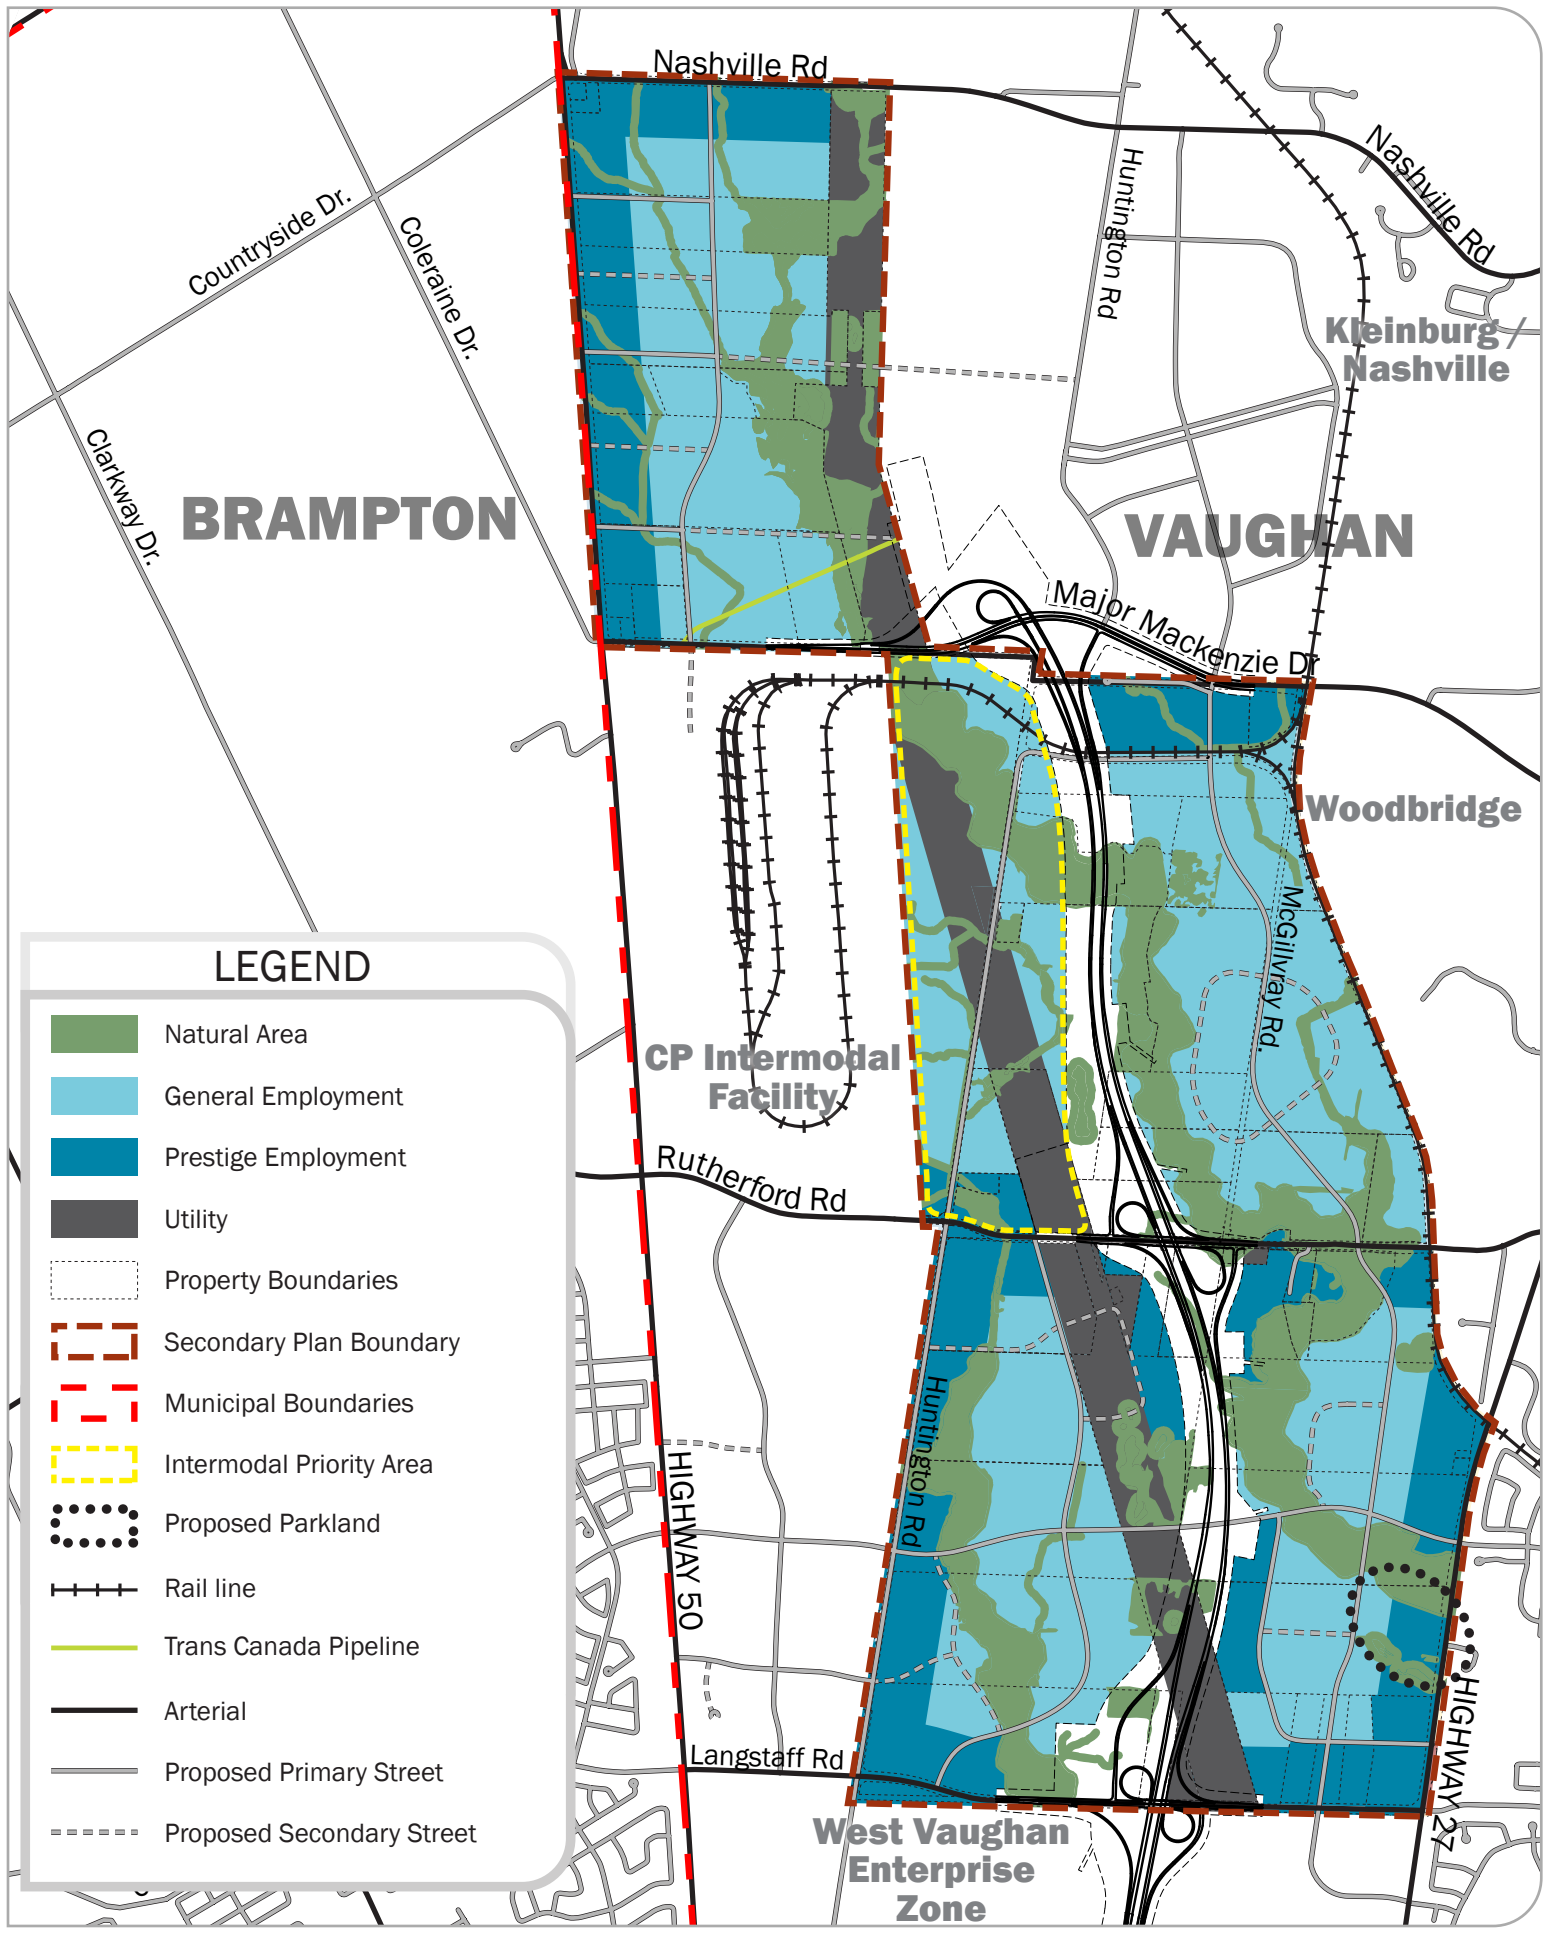 Nashville Rd
Nashville Rd
Huntington Rd
Countryside Dr.
Coleraine Dr.
Kleinburg /
Nashville
Clarkway Dr.
BRAMPTON
VAUGHAN
Major Mackenzie Dr
Woodbridge
McGillvray Rd.
CP Intermodal
Facility
Rutherford Rd
Huntington Rd
HIGHWAY 50
Langstaff Rd
HIGHWAY 27
West Vaughan
Enterprise
Zone
LEGEND
Natural Area
General Employment
Prestige Employment
Utility
Property Boundaries
Secondary Plan Boundary
Municipal Boundaries
Intermodal Priority Area
Proposed Parkland
Rail line
Trans Canada Pipeline
Arterial
Proposed Primary Street
Proposed Secondary Street